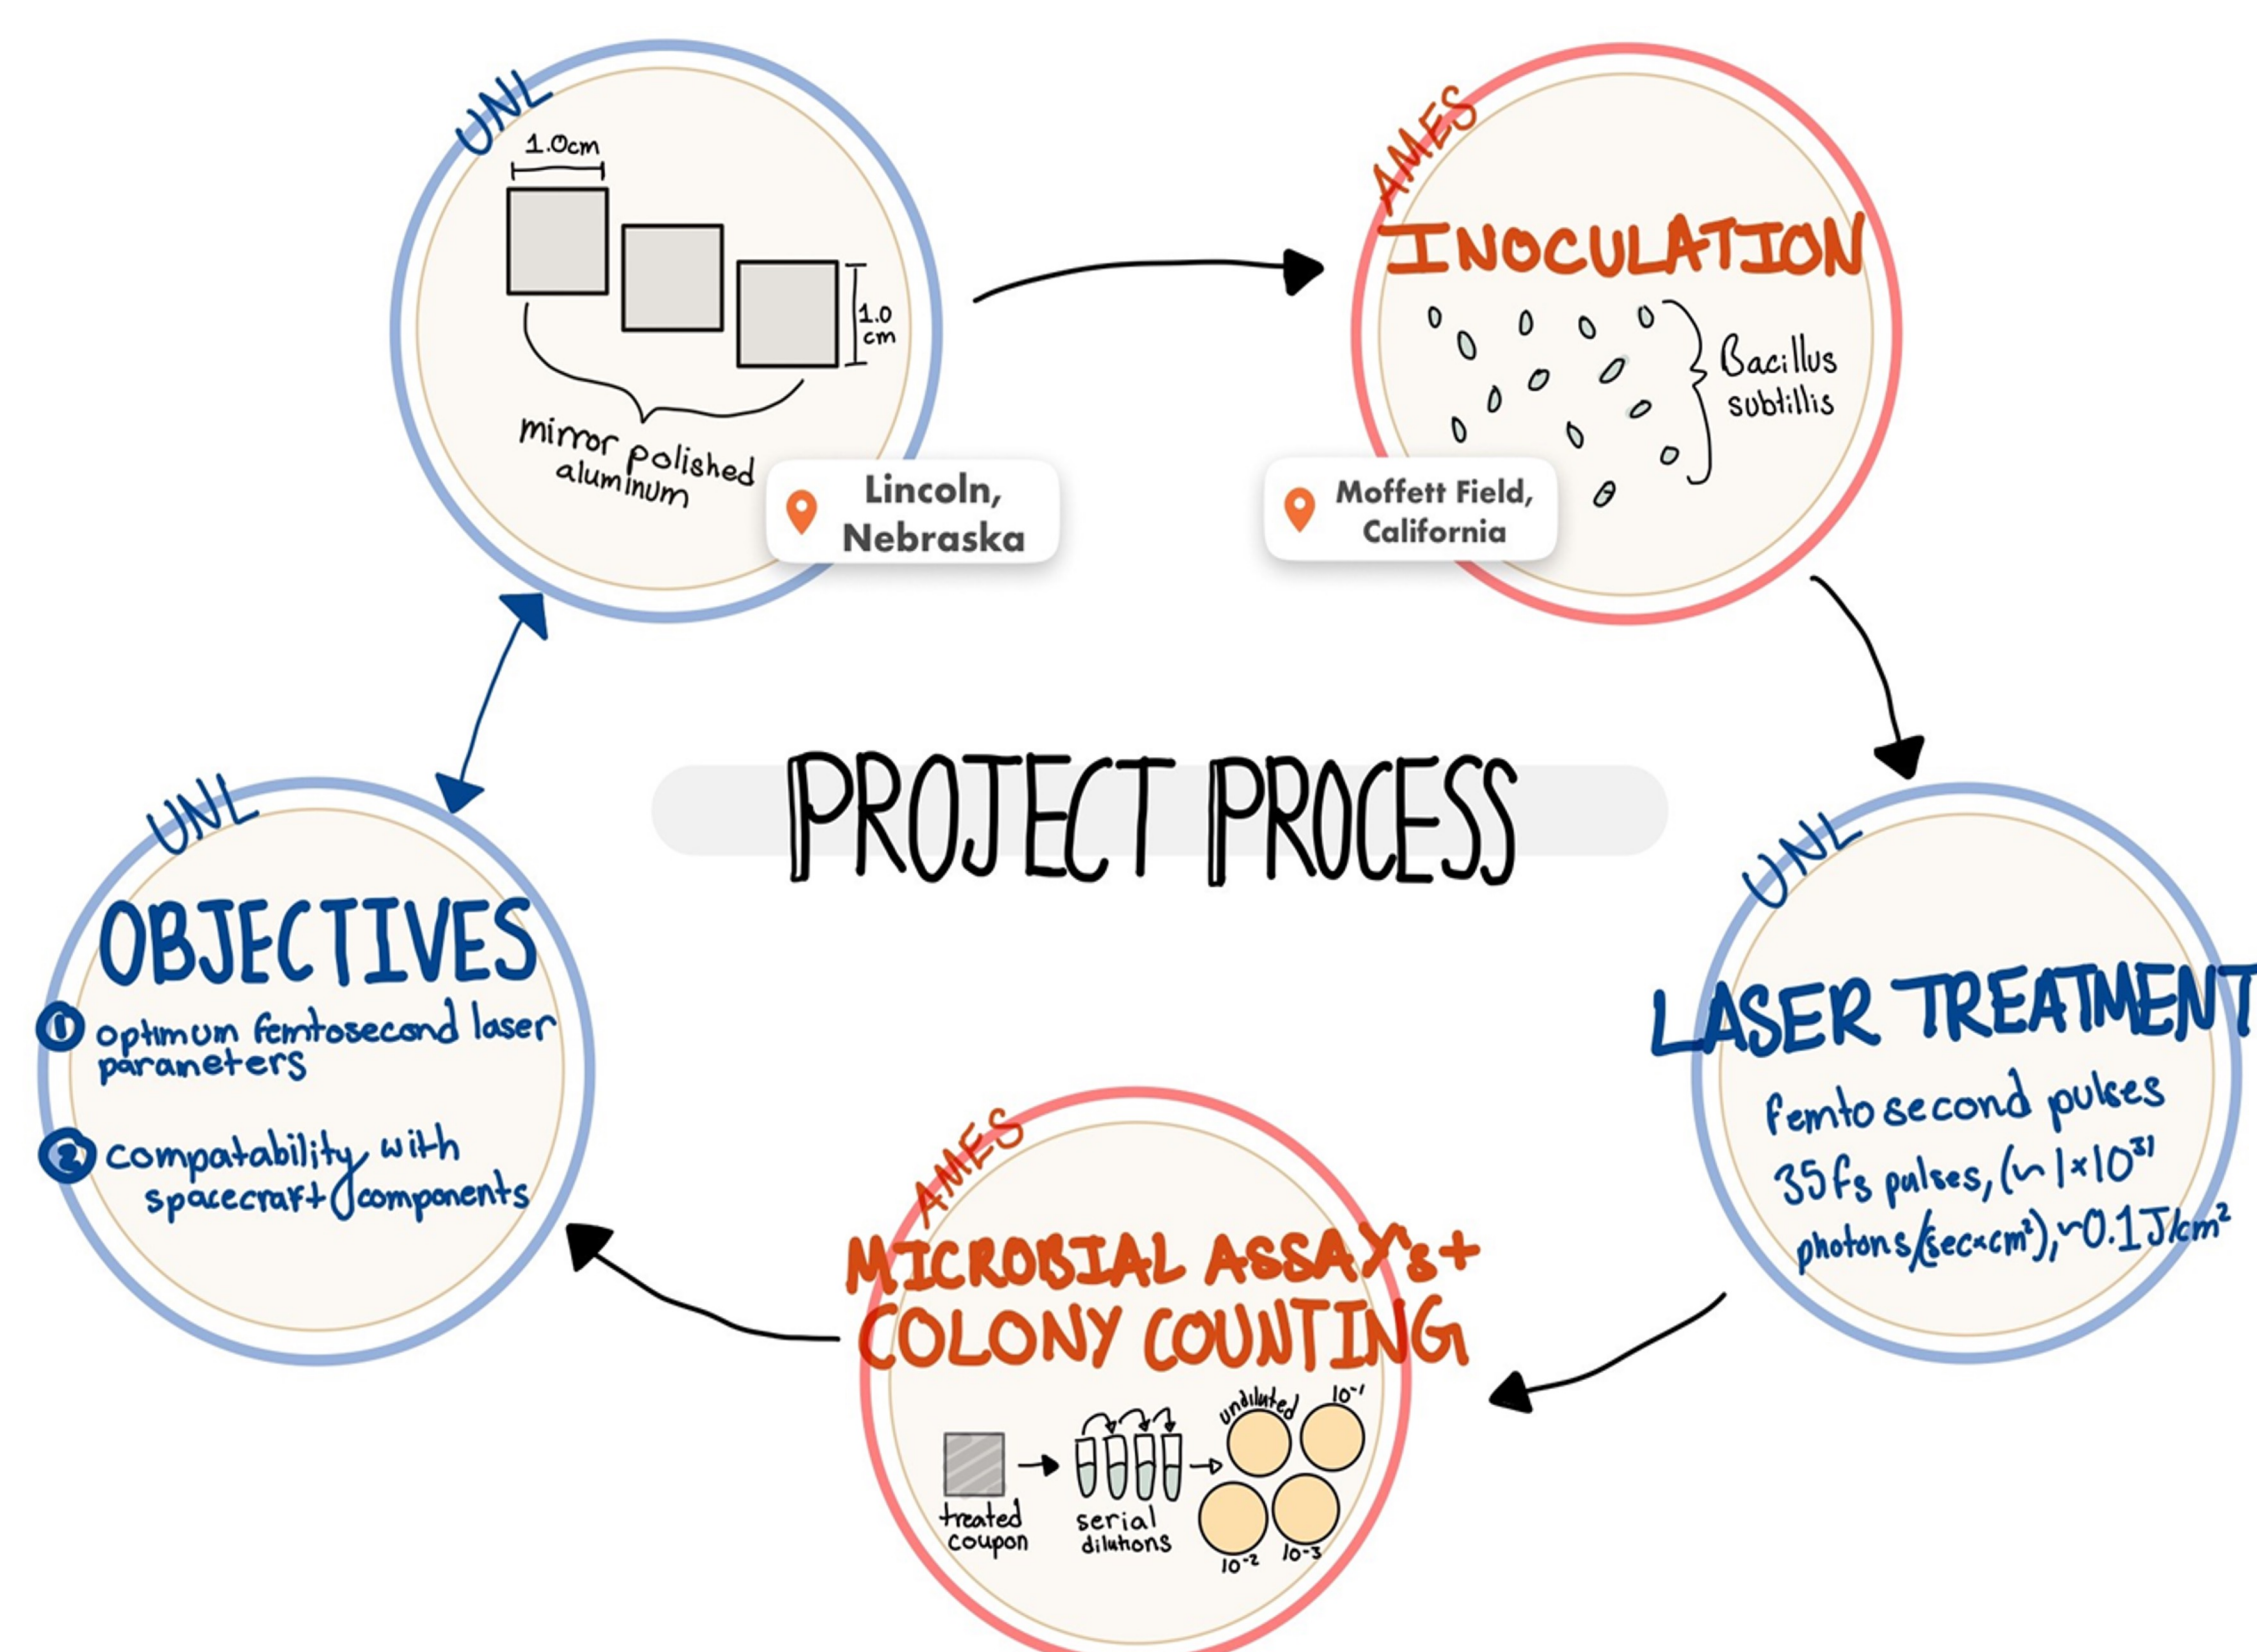 UNL
1.0cm
1.0
cm
mirror polished
aluminum
Lincoln,
Nebraska
AMES
INOCULATION
Bacillus
subtillis
Moffett Field,
California
PROJECT PROCESS
UNL
OBJECTIVES
1 optimum femtosecond laser
parameters
2 compatability with
spacecraft components
UNL
LASER TREATMENT
femtosecond pulses
35fs pulses, (~1×10³¹
photons/(sec×cm²), ~0.1J/cm²
AMES
MICROBIAL ASSAY's+
COLONY COUNTING
treated
coupon
serial
dilutions
undiluted
10⁻¹
10⁻²
10⁻³